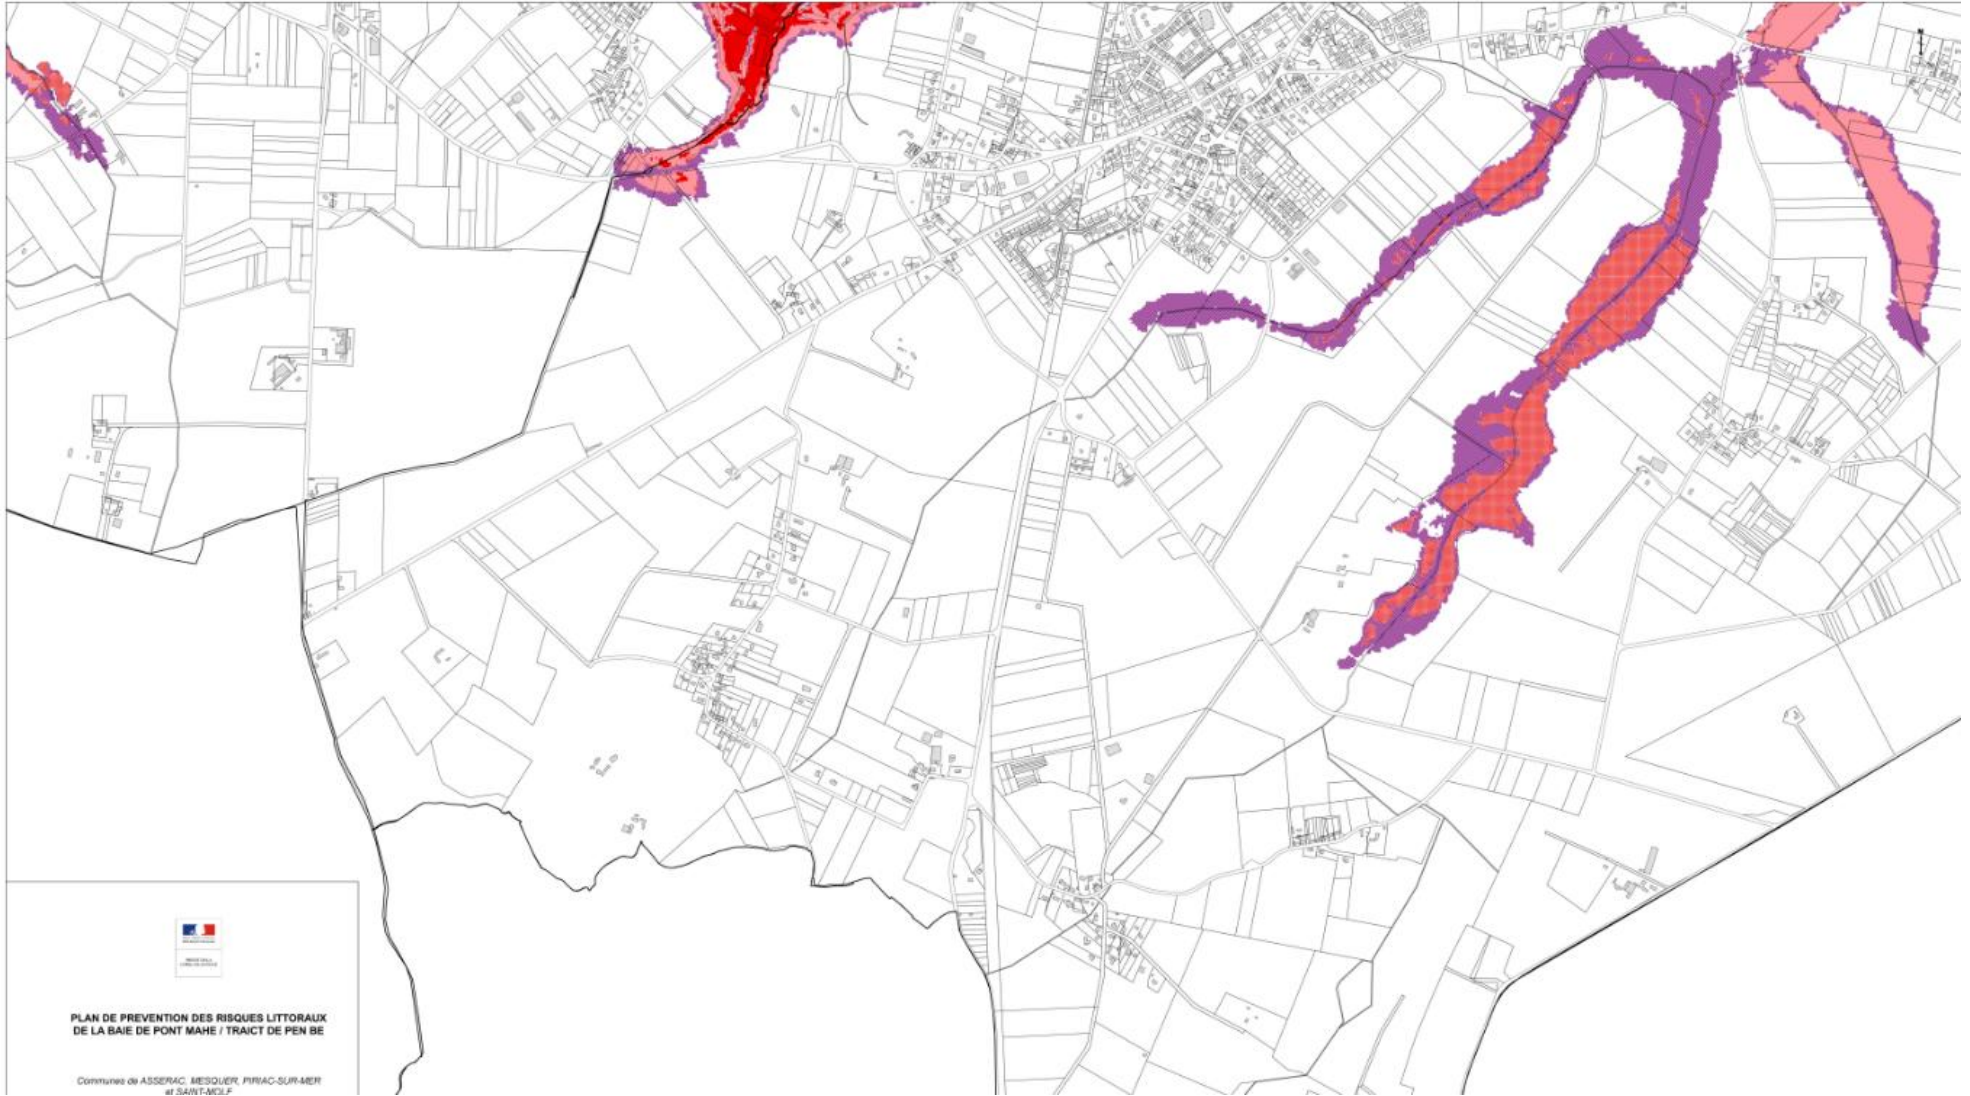 PLAN DE PREVENTION DES RISQUES LITTORAUX
DE LA BAIE DE PONT MAHE / TRAICT DE PEN BE
Communes de ASSERAC, MESQUER, PIRIAC-SUR-MER
et SAINT-MOLF